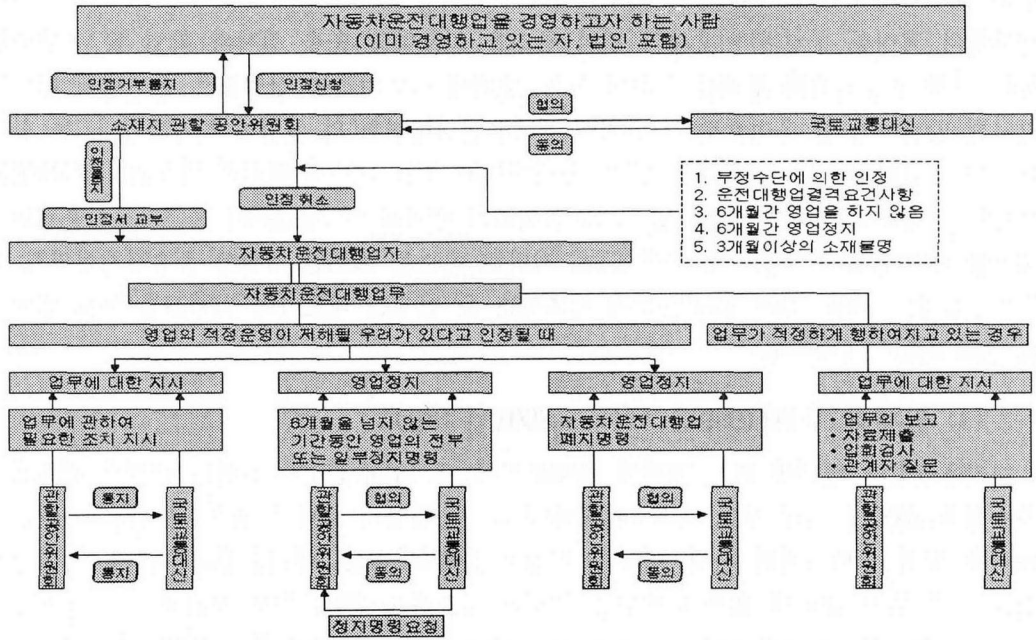 자동차운전대행업을 경영하고자 하는 사람
(이미 경영하고 있는 자, 법인 포함)
인정거부통지
인정신청
소재지 관할 공안위원회
협의
동의
국토교통대신
인정통지
인정 취소
인정서 교부
1. 부정수단에 의한 인정
2. 운전대행업결격요건사항
3. 6개월간 영업을 하지 않음
4. 6개월간 영업정지
5. 3개월이상의 소재불명
자동차운전대행업자
자동차운전대행업무
영업의 적정운영이 저해될 우려가 있다고 인정될 때
업무가 적정하게 행하여지고 있는 경우
업무에 대한 지시
영업정지
영업정지
업무에 대한 지시
업무에 관하여
필요한 조치 지시
6개월을 넘지 않는
기간동안 영업의 전부
또는 일부정지명령
자동차운전대행업
폐지명령
• 업무의 보고
• 자료제출
• 입회검사
• 관계자 질문
관할공안위원회
통지
통지
국토교통대신
관할공안위원회
협의
동의
국토교통대신
관할공안위원회
협의
동의
국토교통대신
관할공안위원회
국토교통대신
정지명령요청